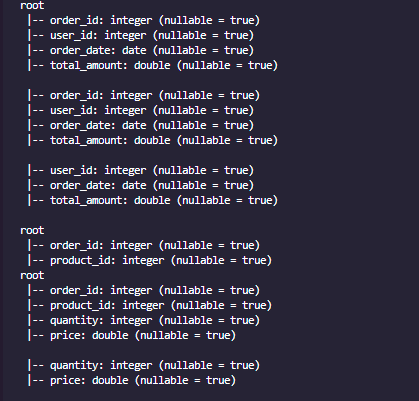 root
|-- order_id: integer (nullable = true)
|-- user_id: integer (nullable = true)
|-- order_date: date (nullable = true)
|-- total_amount: double (nullable = true)
|-- order_id: integer (nullable = true)
|-- user_id: integer (nullable = true)
|-- order_date: date (nullable = true)
|-- total_amount: double (nullable = true)
|-- user_id: integer (nullable = true)
|-- order_date: date (nullable = true)
|-- total_amount: double (nullable = true)
root
|-- order_id: integer (nullable = true)
|-- product_id: integer (nullable = true)
root
|-- order_id: integer (nullable = true)
|-- product_id: integer (nullable = true)
|-- quantity: integer (nullable = true)
|-- price: double (nullable = true)
|-- quantity: integer (nullable = true)
|-- price: double (nullable = true)